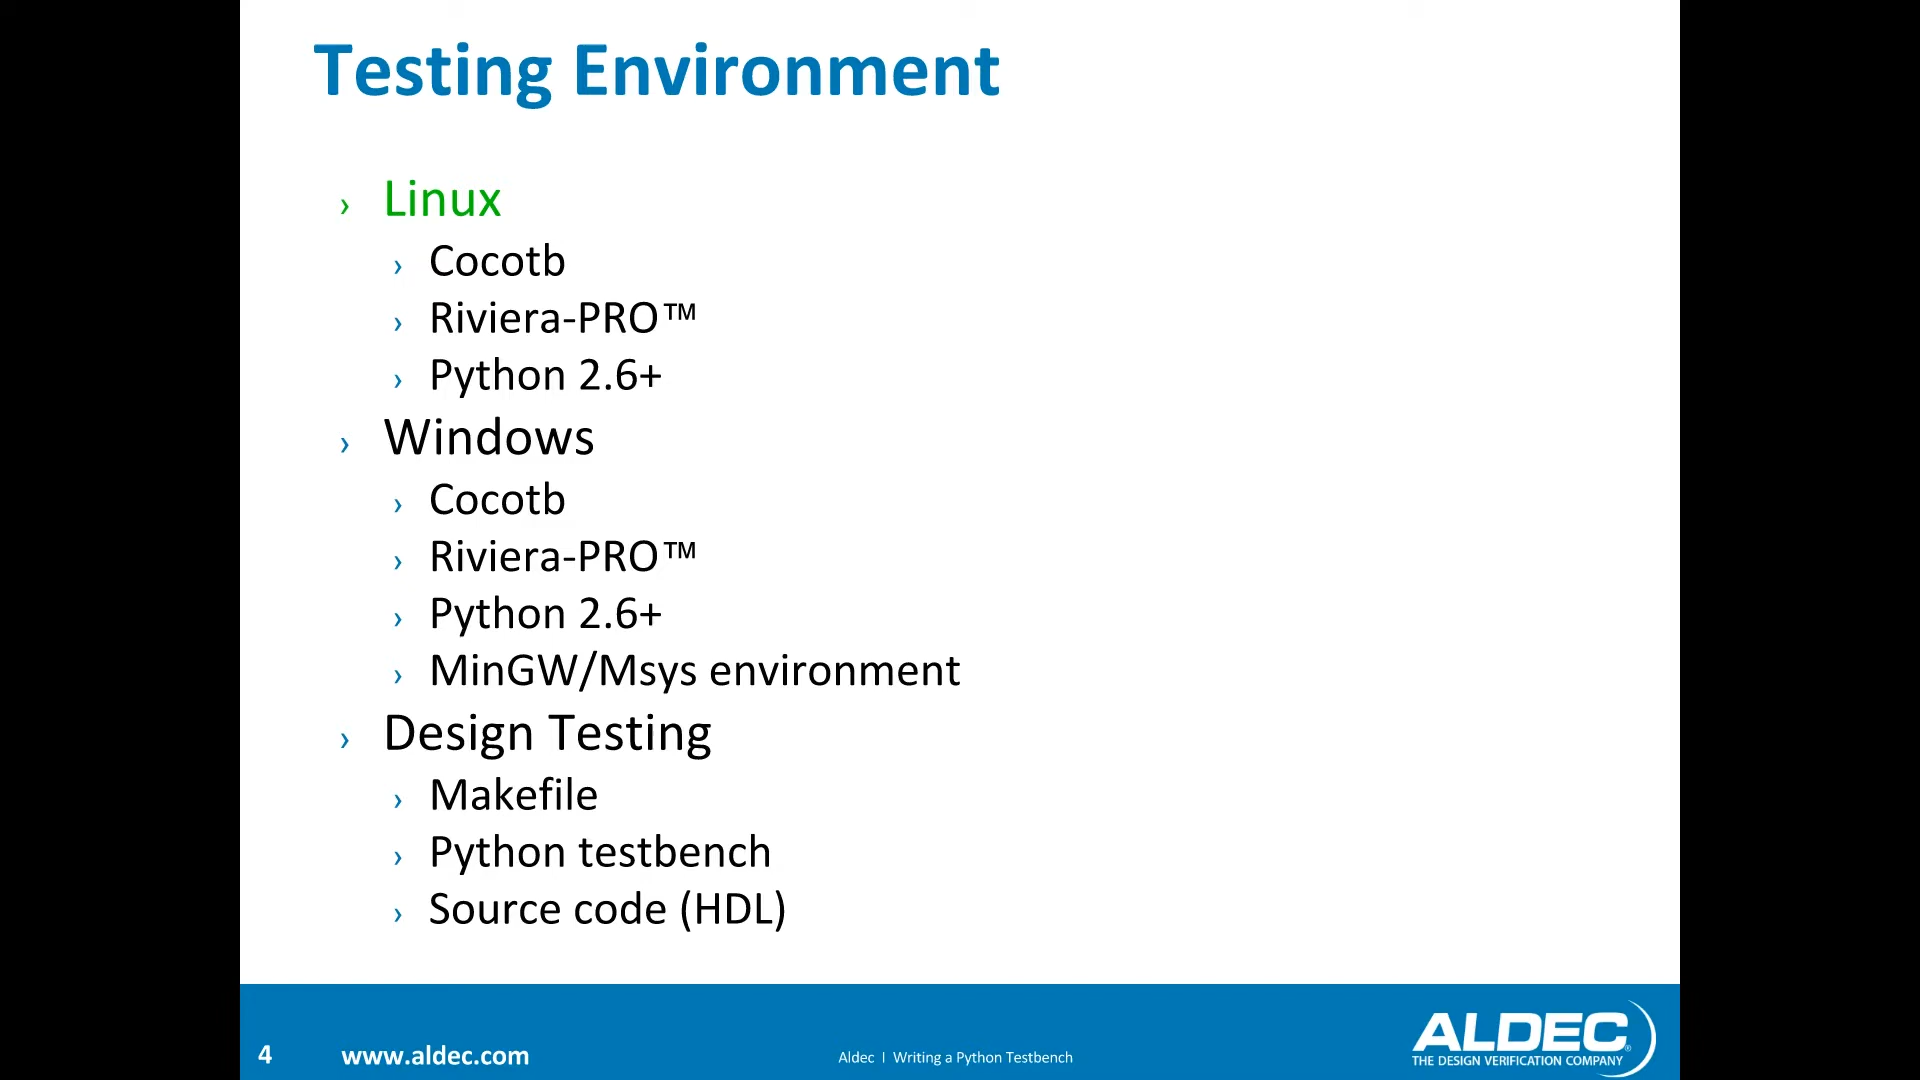 Testing Environment
› Linux
› Cocotb
› Riviera-PRO™
› Python 2.6+
› Windows
› Cocotb
› Riviera-PRO™
› Python 2.6+
› MinGW/Msys environment
› Design Testing
› Makefile
› Python testbench
› Source code (HDL)
4
www.aldec.com
Aldec I Writing a Python Testbench
ALDEC®
THE DESIGN VERIFICATION COMPANY